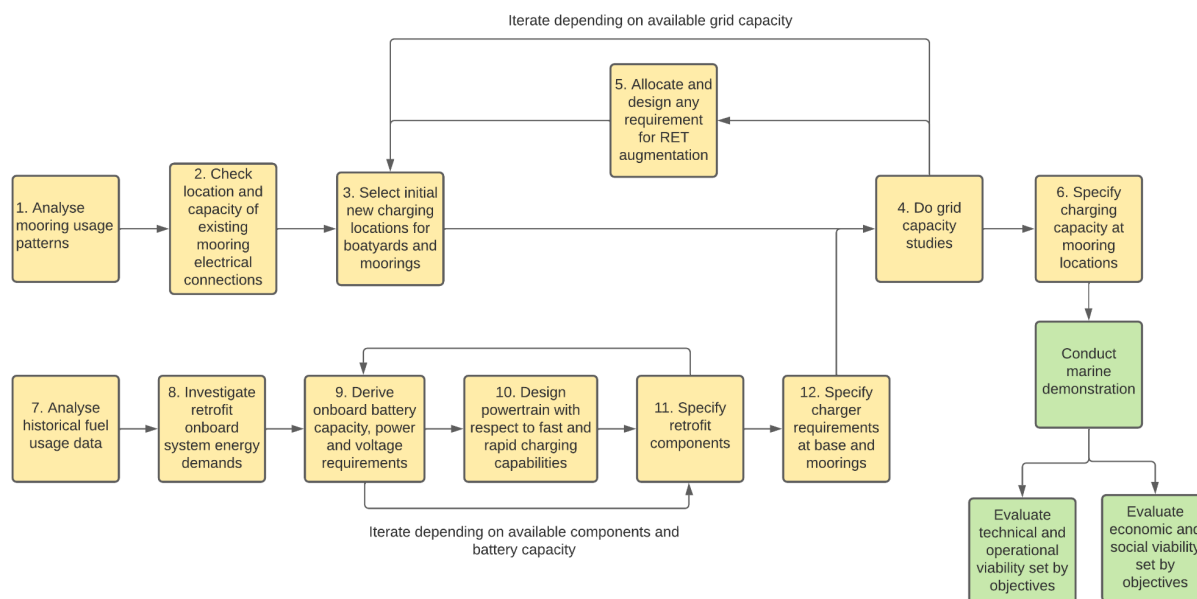 Iterate depending on available grid capacity
5. Allocate and
design any
requirement
for RET
augmentation
1. Analyse
mooring usage
patterns
2. Check
location and
capacity of
existing
mooring
electrical
connections
3. Select initial
new charging
locations for
boatyards and
moorings
4. Do grid
capacity
studies
6. Specify
charging
capacity at
mooring
locations
Conduct
marine
demonstration
7. Analyse
historical fuel
usage data
8. Investigate
retrofit
onboard
system energy
demands
9. Derive
onboard battery
capacity, power
and voltage
requirements
10. Design
powertrain with
respect to fast and
rapid charging
capabilities
11. Specify
retrofit
components
12. Specify
charger
requirements
at base and
moorings
Iterate depending on available components and
battery capacity
Evaluate
technical and
operational
viability set by
objectives
Evaluate
economic and
social viability
set by
objectives